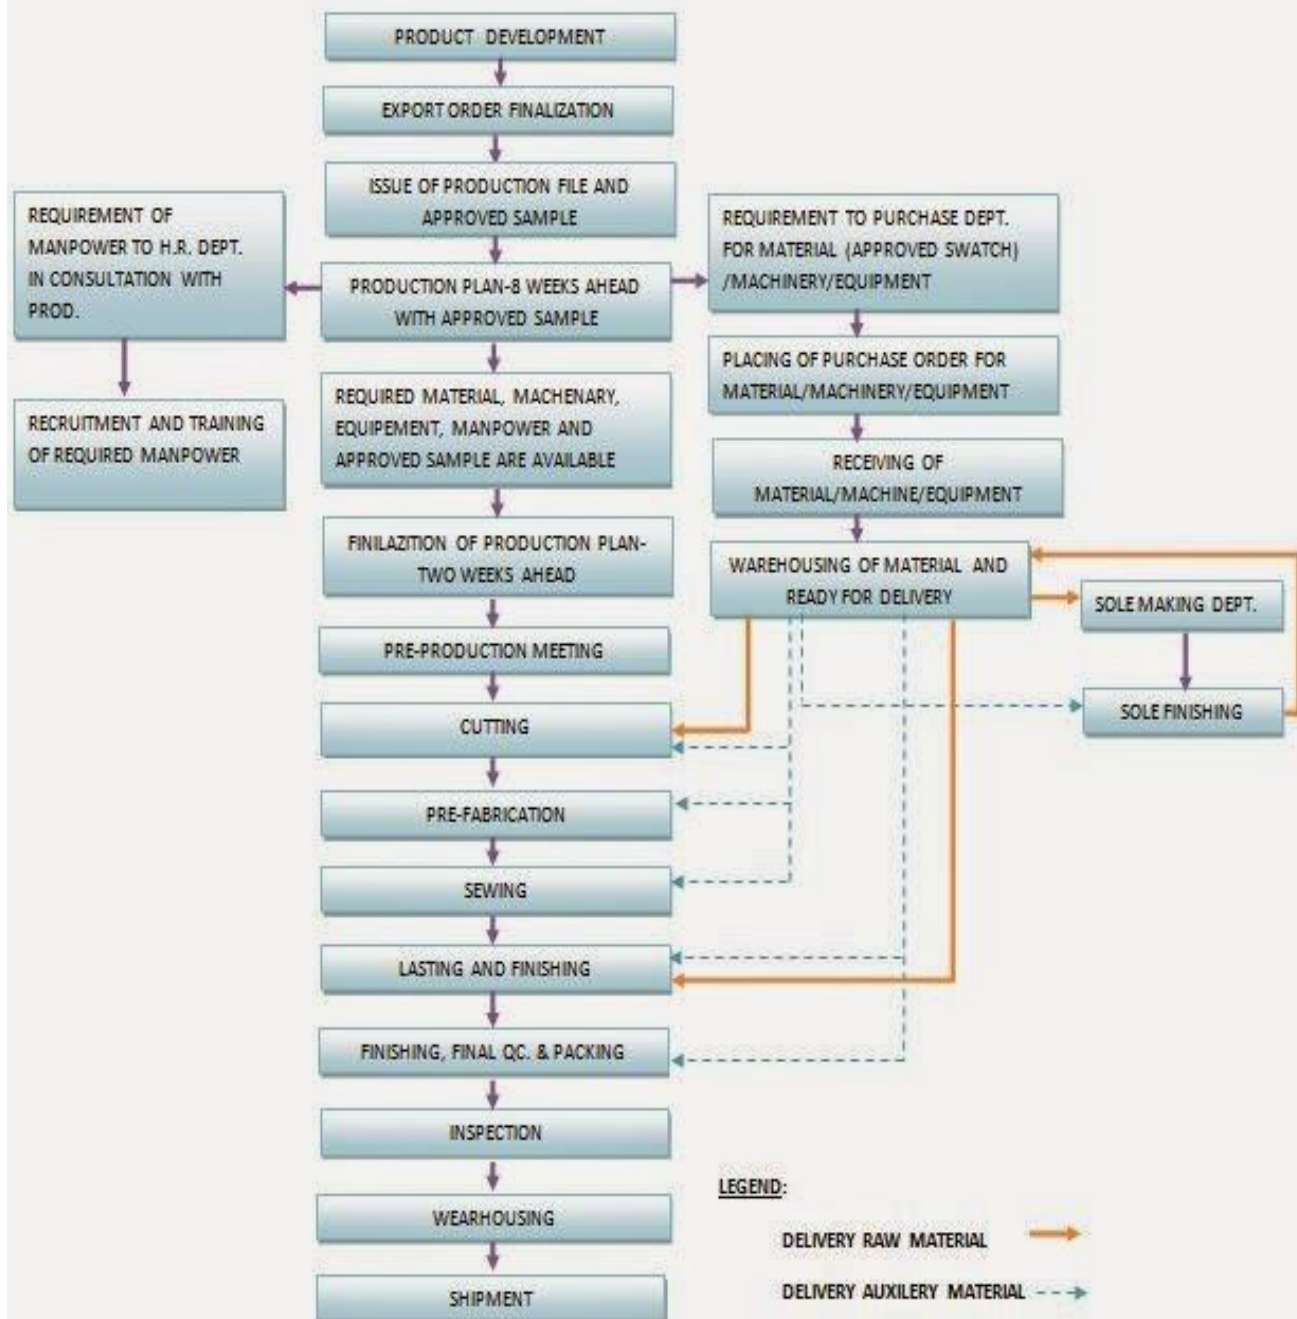 PRODUCT DEVELOPMENT
EXPORT ORDER FINALIZATION
ISSUE OF PRODUCTION FILE AND
APPROVED SAMPLE
REQUIREMENT OF
MANPOWER TO H.R. DEPT.
IN CONSULTATION WITH
PROD.
PRODUCTION PLAN-8 WEEKS AHEAD
WITH APPROVED SAMPLE
REQUIREMENT TO PURCHASE DEPT.
FOR MATERIAL (APPROVED SWATCH)
/MACHINERY/EQUIPMENT
RECRUITMENT AND TRAINING
OF REQUIRED MANPOWER
REQUIRED MATERIAL, MACHENARY,
EQUIPEMENT, MANPOWER AND
APPROVED SAMPLE ARE AVAILABLE
PLACING OF PURCHASE ORDER FOR
MATERIAL/MACHINERY/EQUIPMENT
RECEIVING OF
MATERIAL/MACHINE/EQUIPMENT
FINILAZITION OF PRODUCTION PLAN-
TWO WEEKS AHEAD
WAREHOUSING OF MATERIAL AND
READY FOR DELIVERY
SOLE MAKING DEPT.
PRE-PRODUCTION MEETING
SOLE FINISHING
CUTTING
PRE-FABRICATION
SEWING
LASTING AND FINISHING
FINISHING, FINAL QC. & PACKING
INSPECTION
WEARHOUSING
SHIPMENT
LEGEND:
DELIVERY RAW MATERIAL
DELIVERY AUXILERY MATERIAL